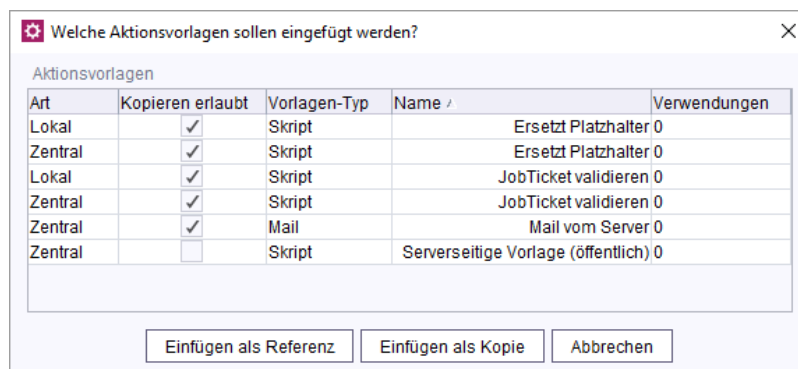 Welche Aktionsvorlagen sollen eingefügt werden?
Aktionsvorlagen
Art Kopieren erlaubt Vorlagen-Typ Name Verwendungen
Lokal Skript Ersetzt Platzhalter 0
Zentral Skript Ersetzt Platzhalter 0
Lokal Skript JobTicket validieren 0
Zentral Skript JobTicket validieren 0
Zentral Mail Mail vom Server 0
Zentral Skript Serverseitige Vorlage (öffentlich) 0
Einfügen als Referenz Einfügen als Kopie Abbrechen